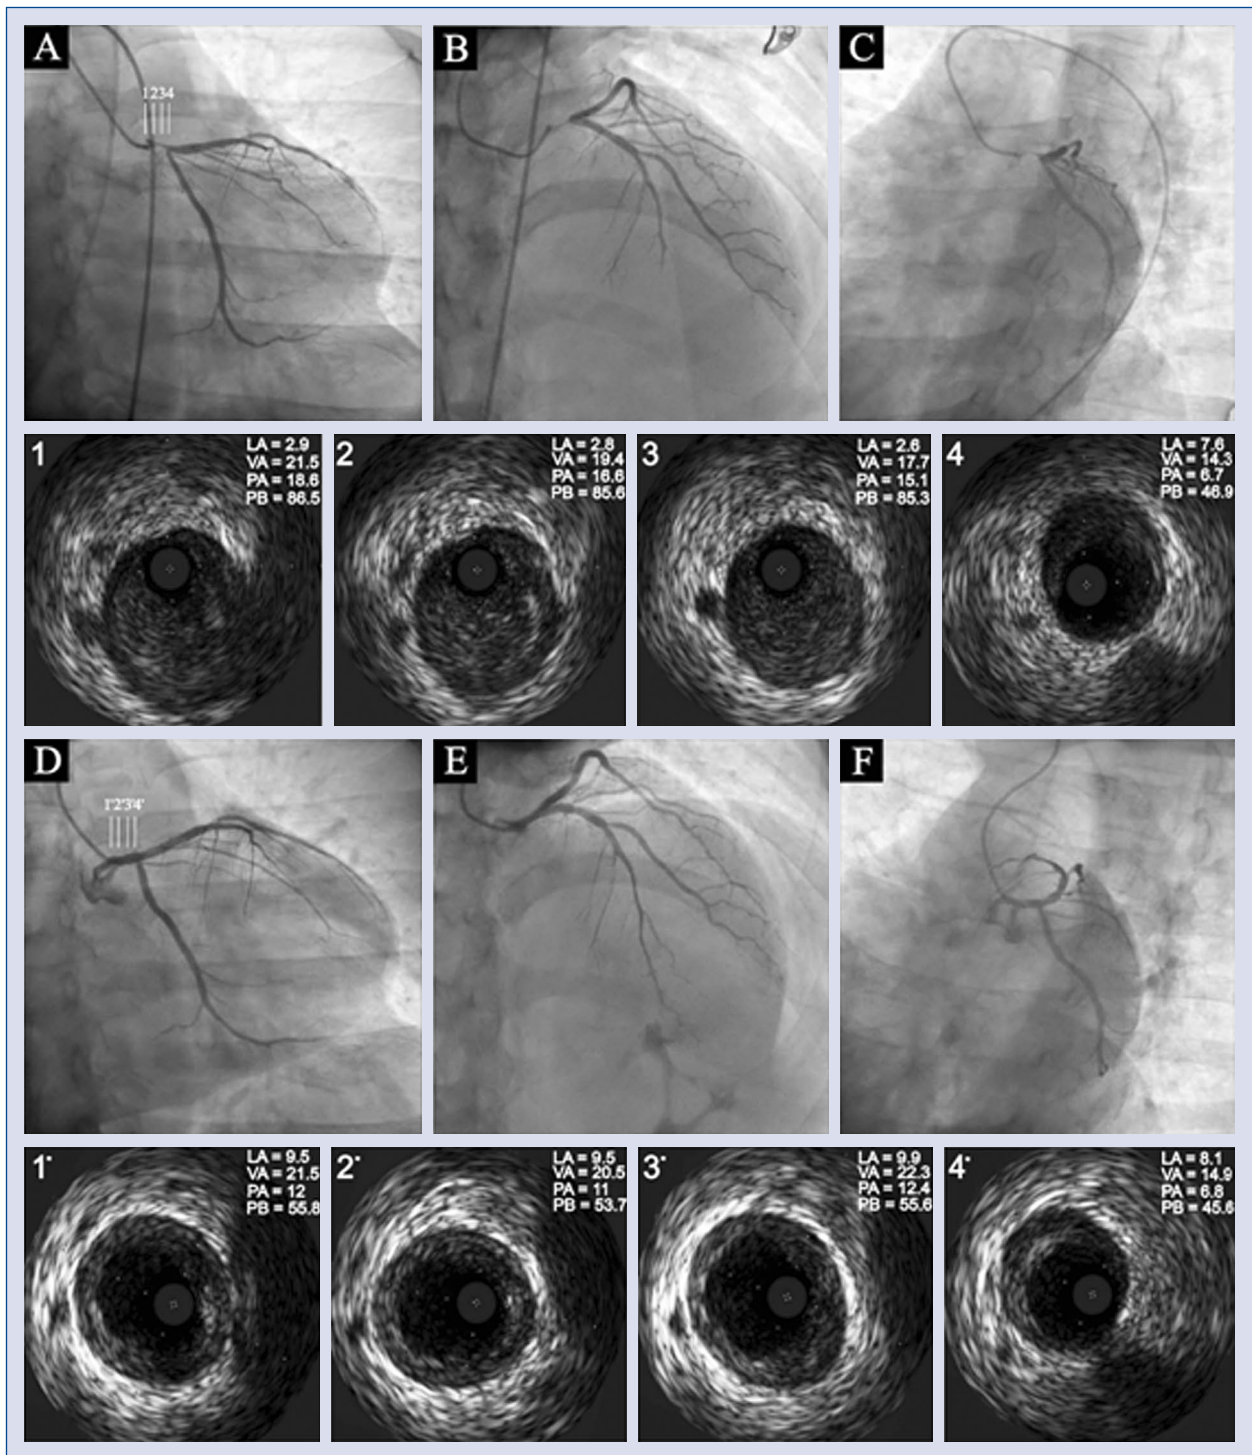 A
1234
B
C
1
LA = 2.9
VA = 21.5
PA = 18.6
PB = 86.5
2
LA = 2.8
VA = 19.4
PA = 16.6
PB = 85.6
3
LA = 2.6
VA = 17.7
PA = 15.1
PB = 85.3
4
LA = 7.6
VA = 14.3
PA = 6.7
PB = 46.9
D
1'2'3'4'
E
F
1'
LA = 9.5
VA = 21.5
PA = 12
PB = 55.8
2'
LA = 9.5
VA = 20.5
PA = 11
PB = 53.7
3'
LA = 9.9
VA = 22.3
PA = 12.4
PB = 55.6
4'
LA = 8.1
VA = 14.9
PA = 6.8
PB = 45.6